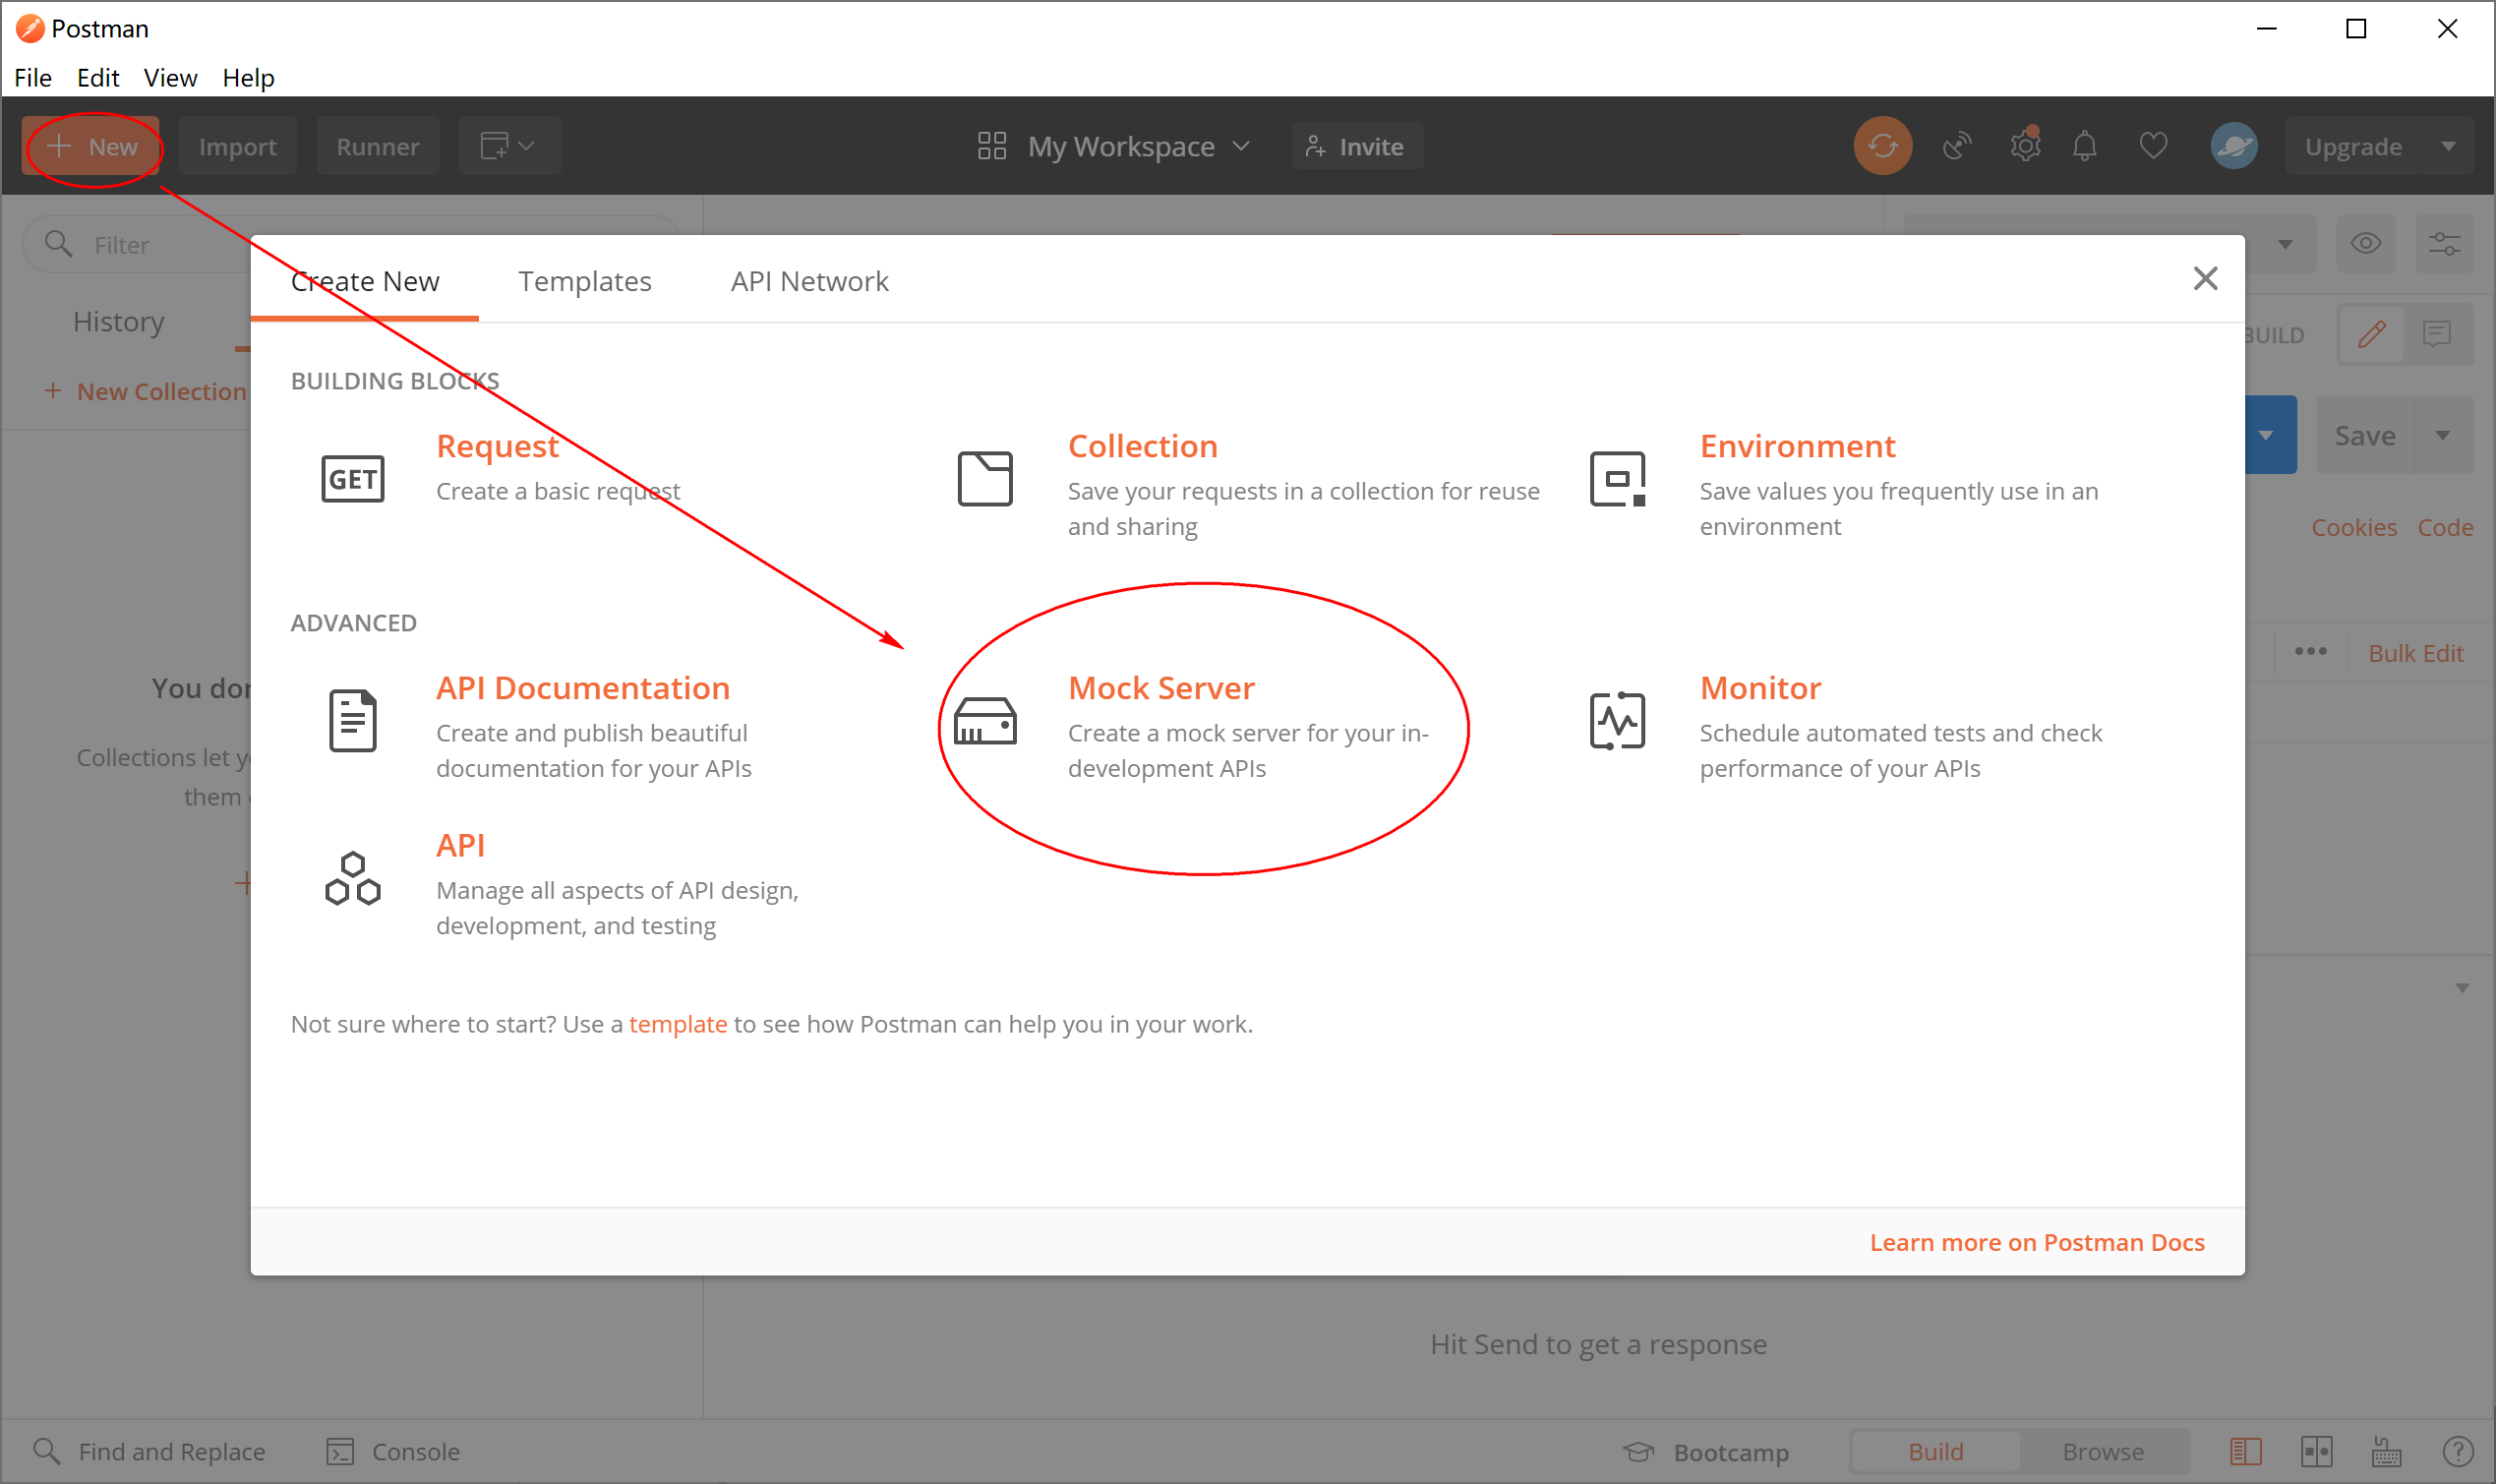 Postman
File Edit View Help
New Import Runner My Workspace Invite Upgrade
Filter
History
New Collection
Create New Templates API Network
BUILDING BLOCKS
Request
GET
Create a basic request
Collection
Save your requests in a collection for reuse
and sharing
Environment
Save values you frequently use in an
environment
ADVANCED
API Documentation
Create and publish beautiful
documentation for your APIs
Mock Server
Create a mock server for your in-
development APIs
Monitor
Schedule automated tests and check
performance of your APIs
API
Manage all aspects of API design,
development, and testing
Not sure where to start? Use a template to see how Postman can help you in your work.
Learn more on Postman Docs
BUILD
Save
Cookies Code
Bulk Edit
You
Collections let
them
Hit Send to get a response
Find and Replace Console Bootcamp Build Browse